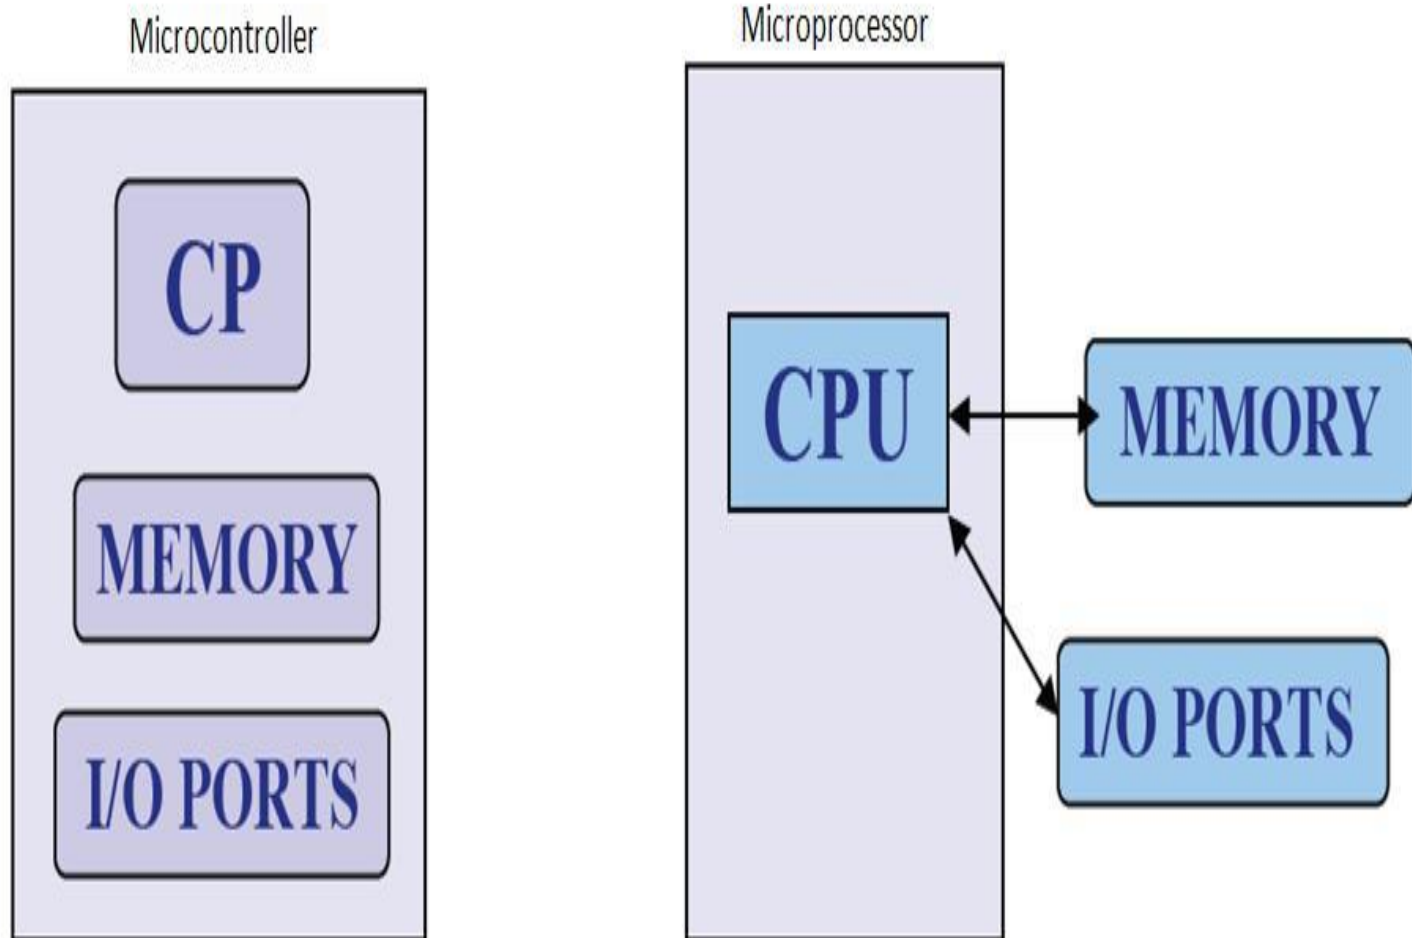 Microcontroller
CP
MEMORY
I/O PORTS
Microprocessor
CPU
MEMORY
I/O PORTS